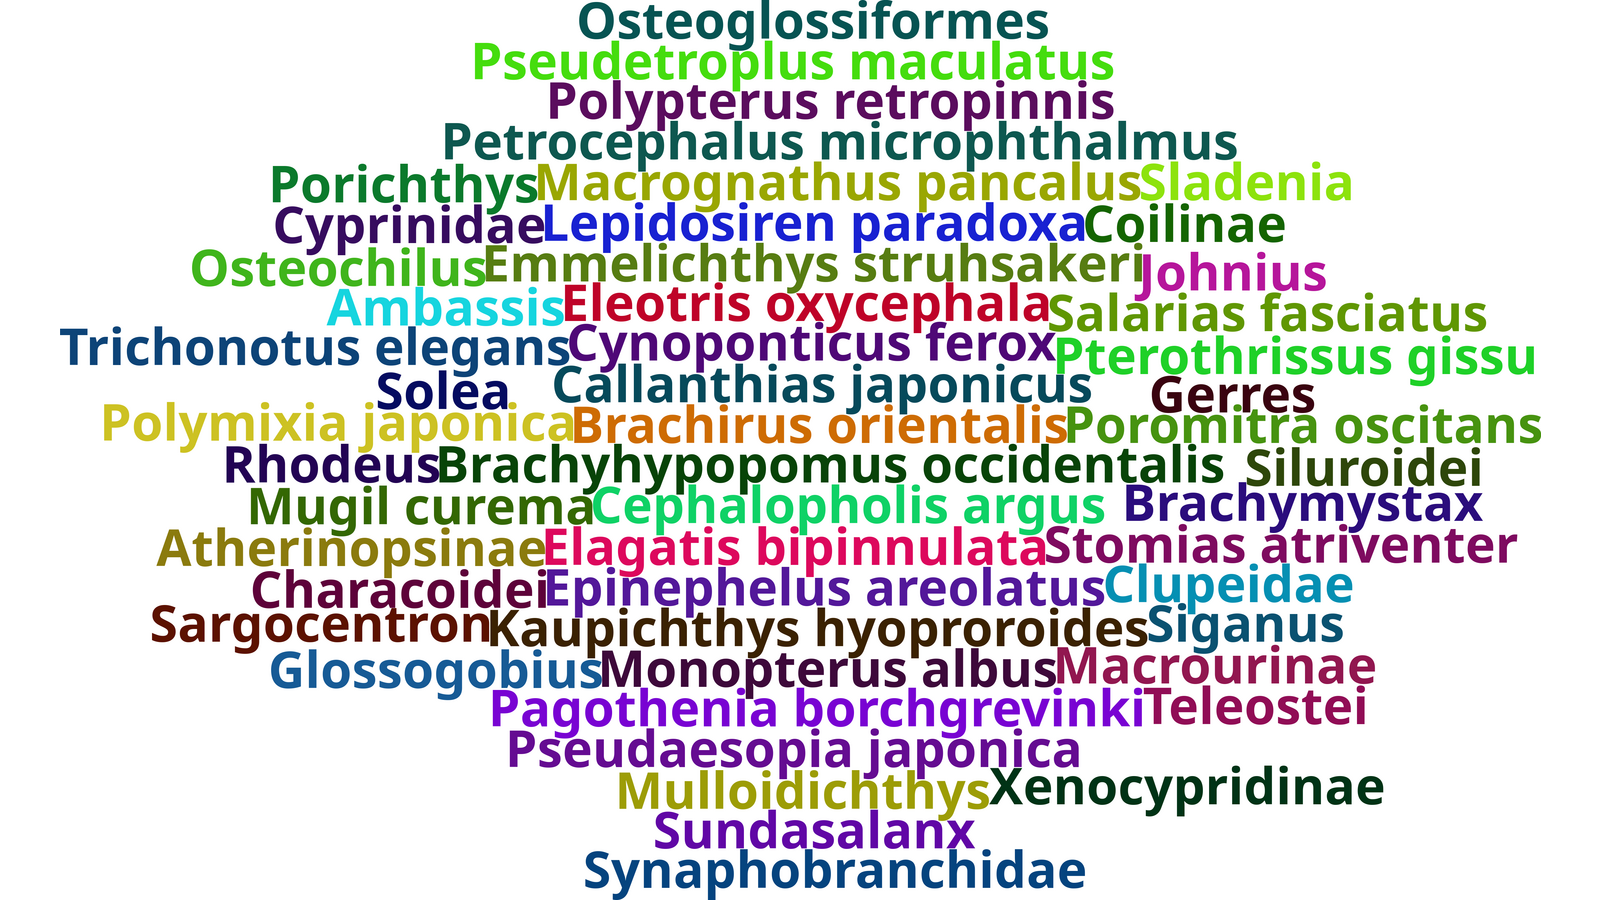 Osteoglossiformes
Pseudetroplus maculatus
Polypterus retropinnis
Petrocephalus microphthalmus
Porichthys Macrognathus pancalus Sladenia
Cyprinidae Lepidosiren paradoxa Coilinae
Osteochilus Emmelichthys struhsakeri Johnius
Ambassis Eleotris oxycephala Salarias fasciatus
Trichonotus elegans Cynoponticus ferox Pterothrissus gissu
Solea Callanthias japonicus Gerres
Polymixia japonica Brachirus orientalis Poromitra oscitans
Rhodeus Brachyhypopomus occidentalis Siluroidei
Mugil curema Cephalopholis argus Brachymystax
Atherinopsinae Elagatis bipinnulata Stomias atriventer
Characoidei Epinephelus areolatus Clupeidae
Sargocentron Kaupichthys hyoproroides Siganus
Glossogobius Monopterus albus Macrourinae
Pagothenia borchgrevinki Teleostei
Pseudaesopia japonica
Mulloidichthys Xenocypridinae
Sundasalanx
Synaphobranchidae